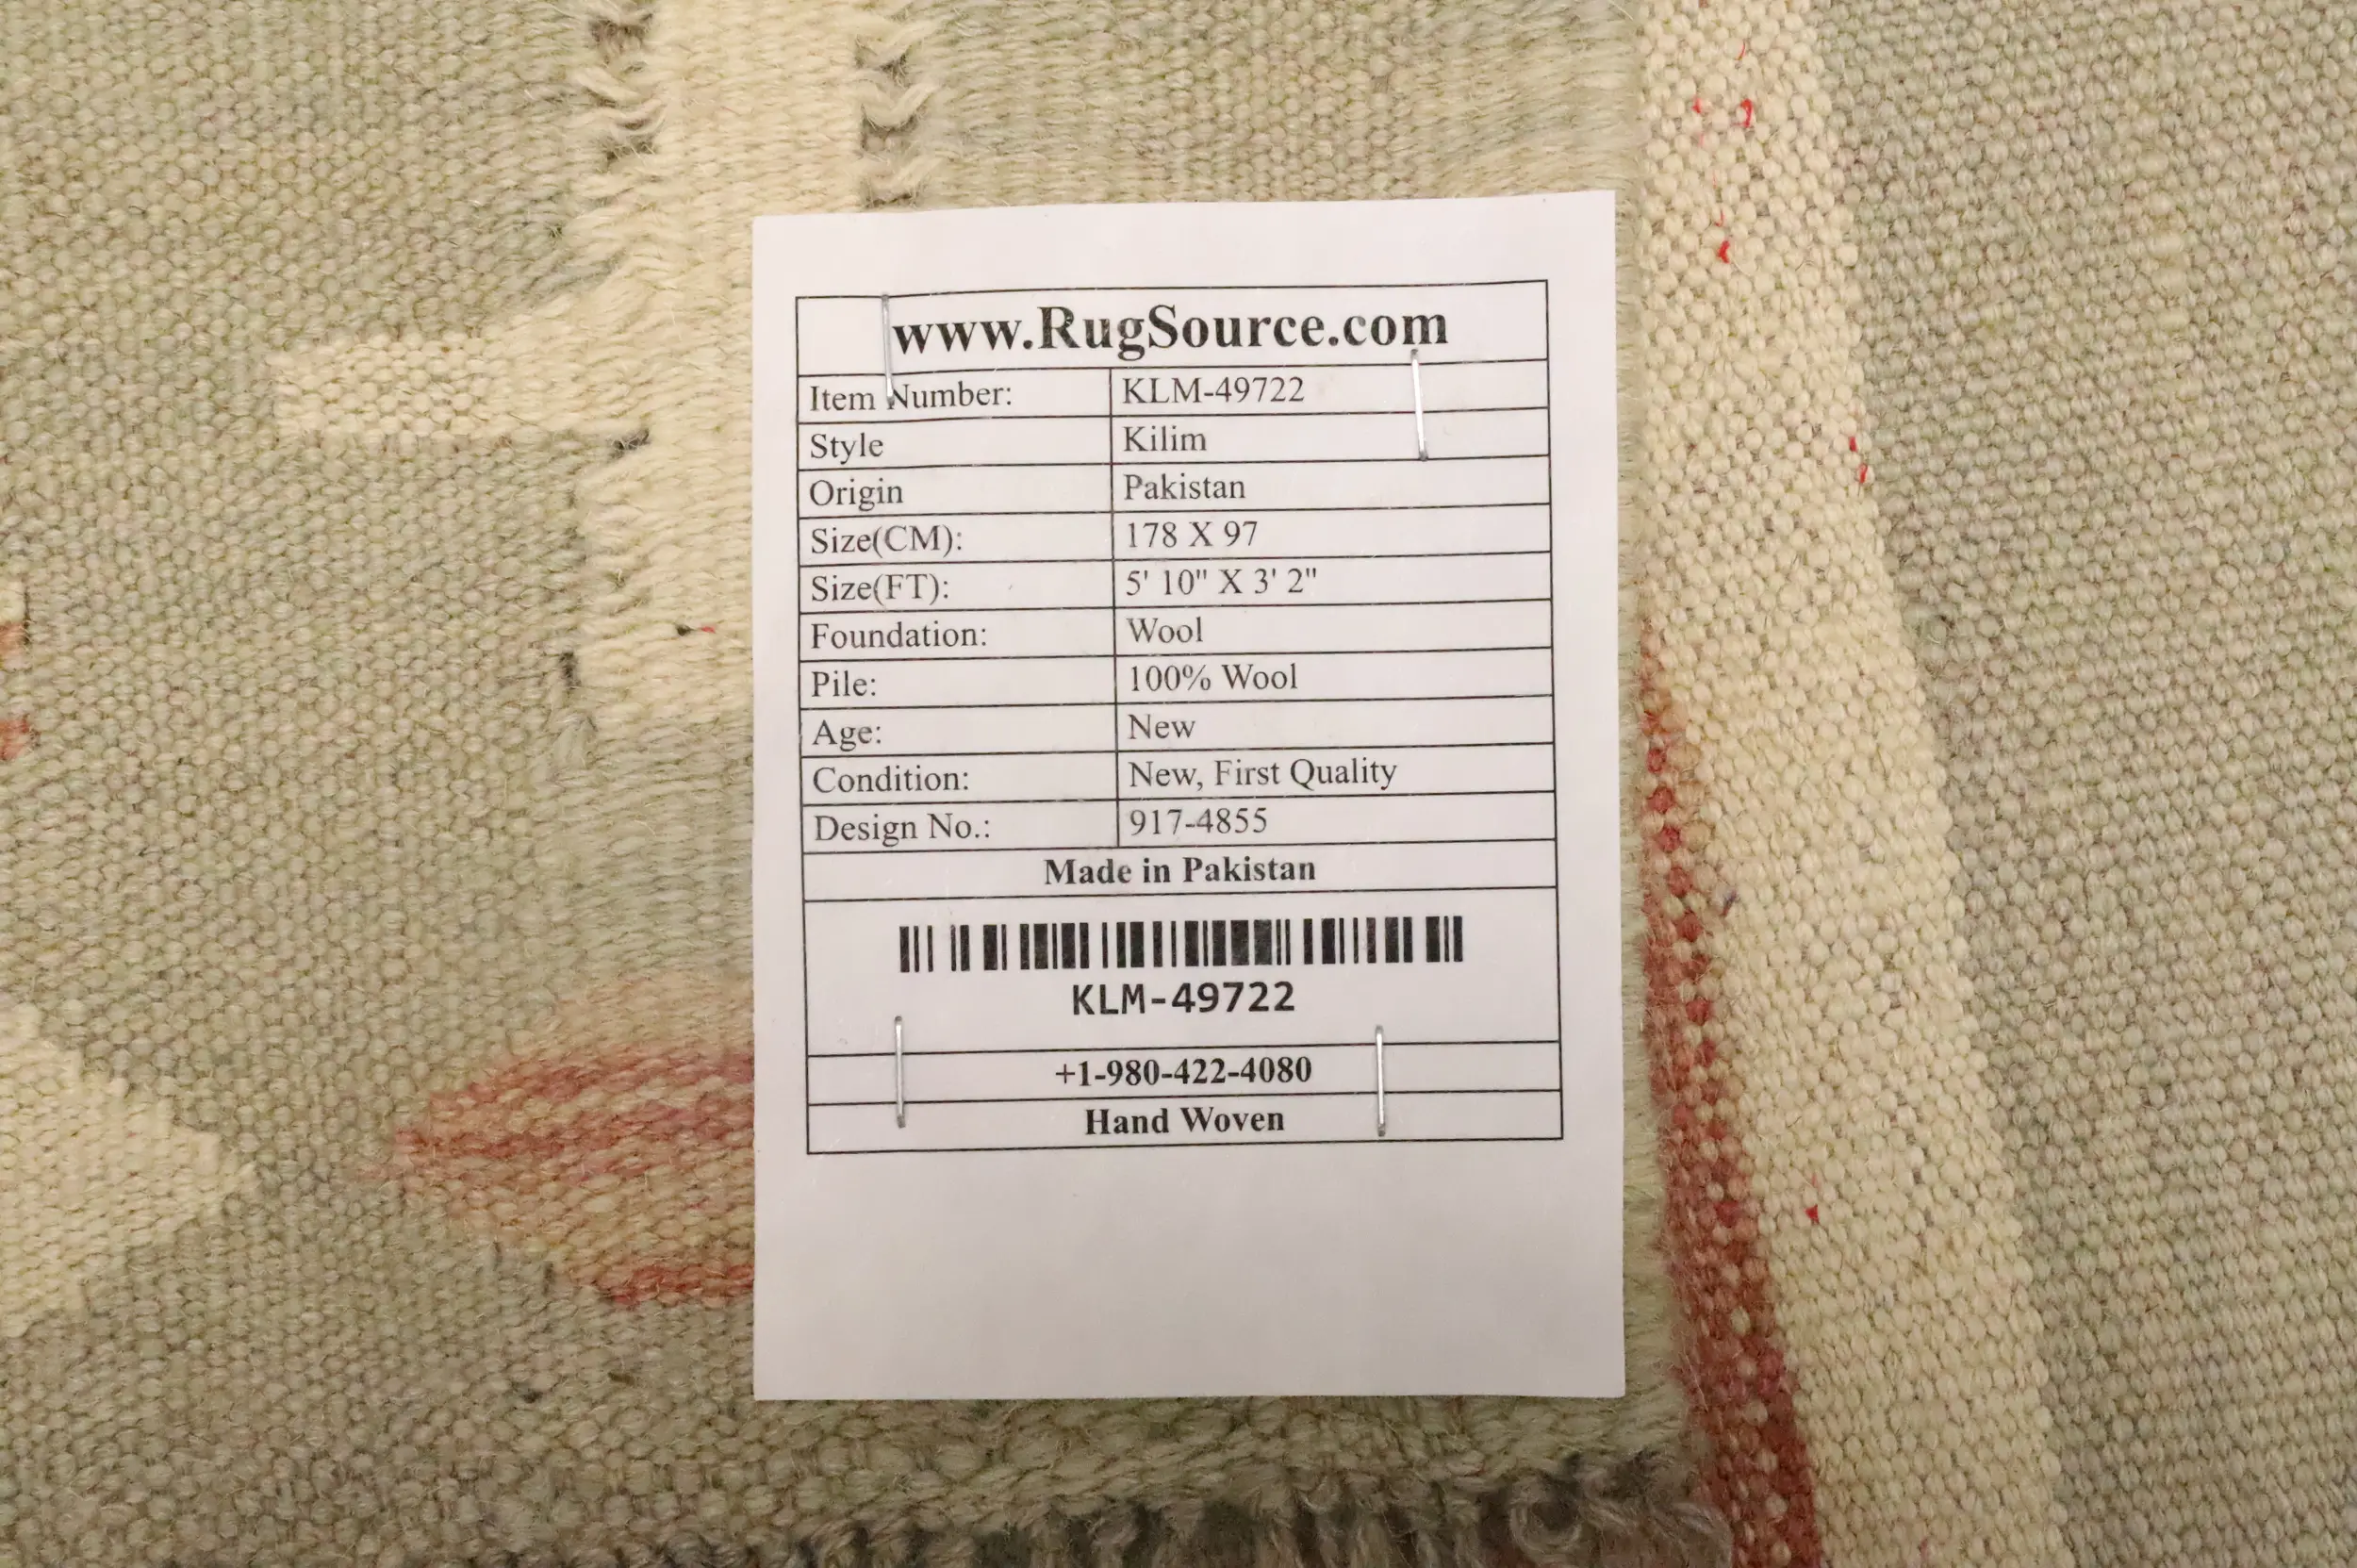 www.RugSource.com
Item Number: KLM-49722
Style Kilim
Origin Pakistan
Size(CM): 178 X 97
Size(FT): 5' 10" X 3' 2"
Foundation: Wool
Pile: 100% Wool
Age: New
Condition: New, First Quality
Design No.: 917-4855
Made in Pakistan
KLM-49722
+1-980-422-4080
Hand Woven